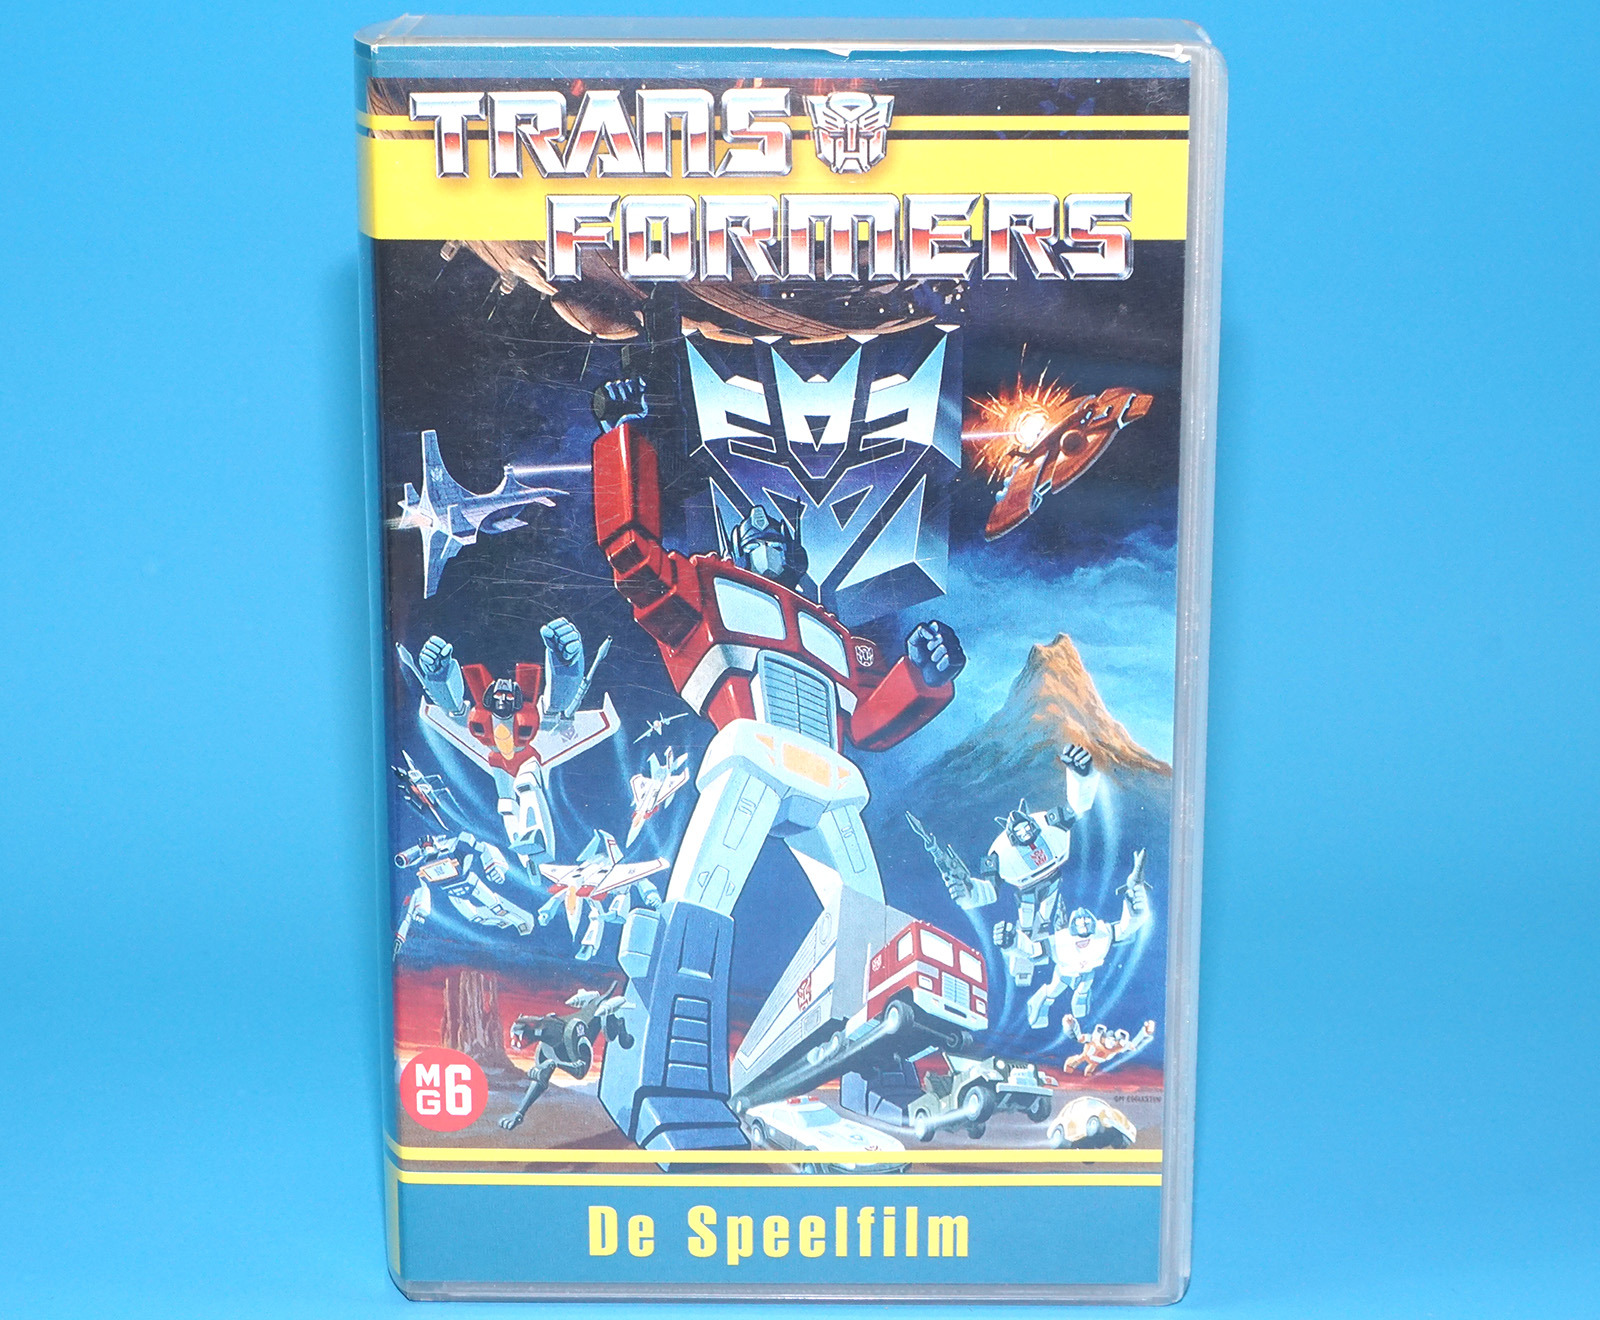 TRANS
FORMERS
MG6
De Speelfilm